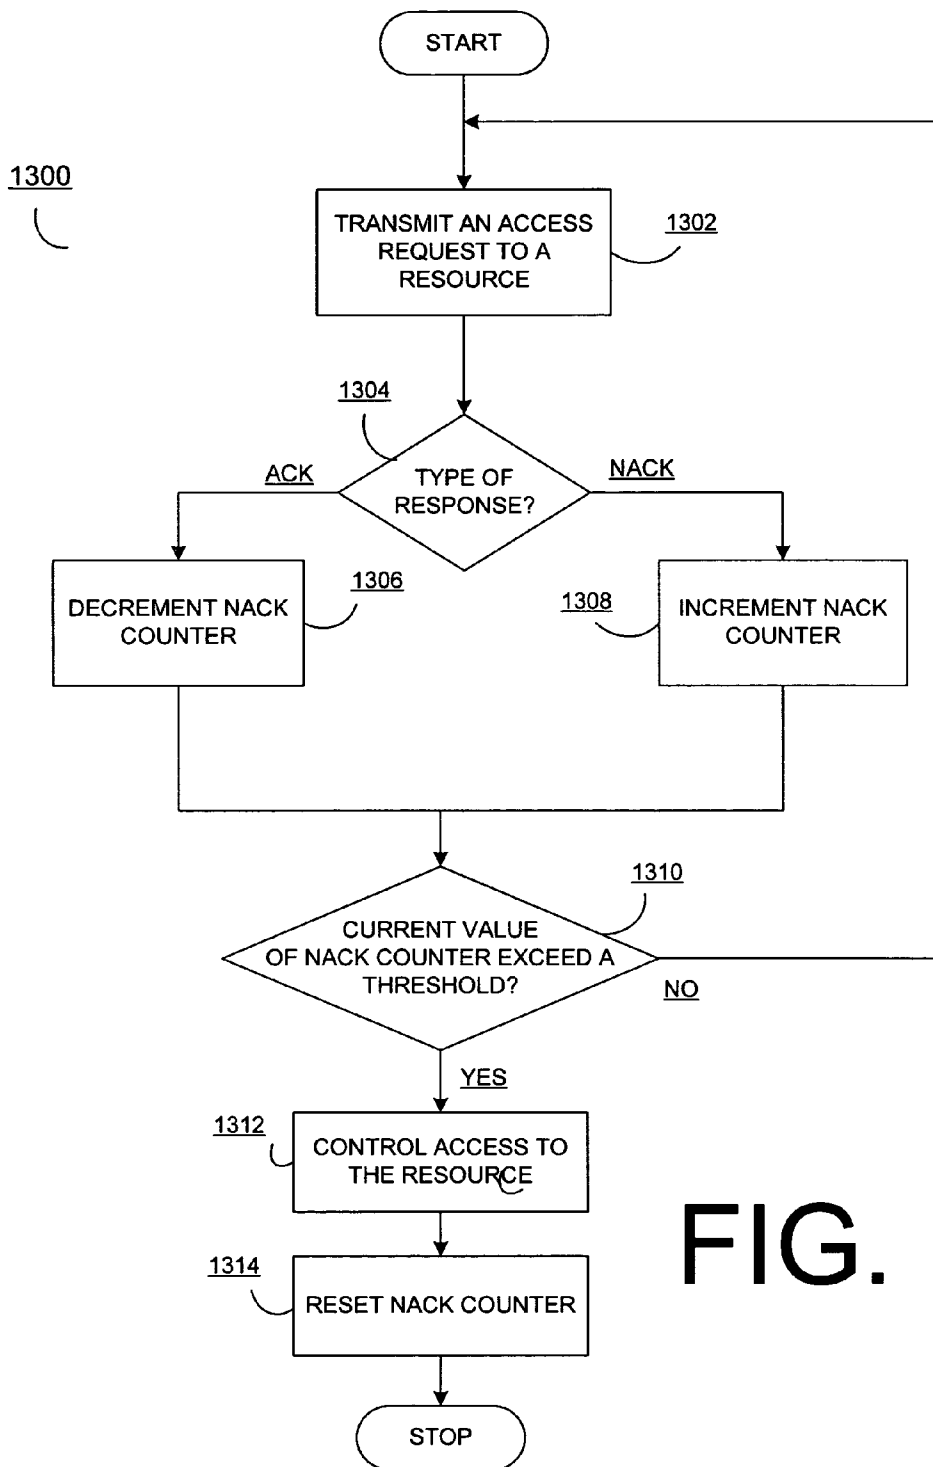 START
1300
TRANSMIT AN ACCESS
REQUEST TO A
RESOURCE
1302
1304
TYPE OF
RESPONSE?
ACK
NACK
DECREMENT NACK
COUNTER
1306
1308
INCREMENT NACK
COUNTER
1310
CURRENT VALUE
OF NACK COUNTER EXCEED A
THRESHOLD?
NO
YES
1312
CONTROL ACCESS TO
THE RESOURCE
FIG.
1314
RESET NACK COUNTER
STOP